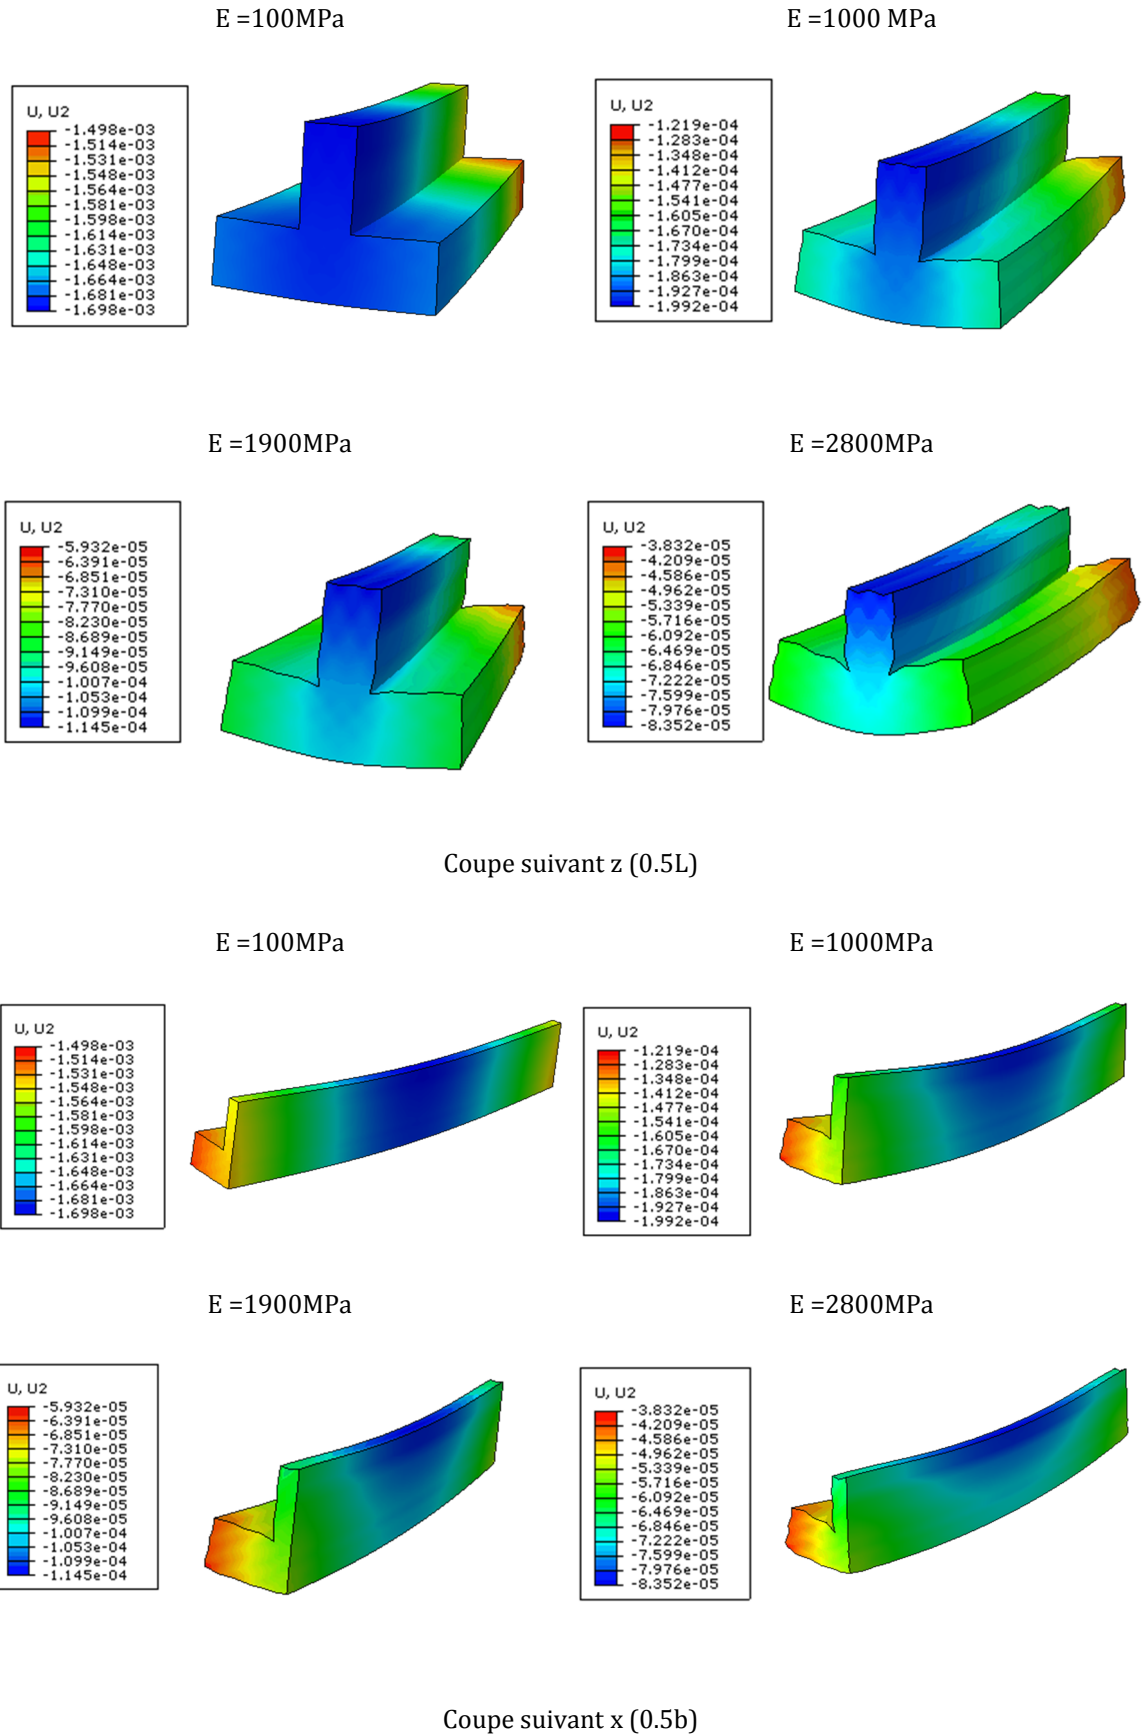 E =100MPa
E =1000 MPa
U, U2
-1.498e-03
-1.514e-03
-1.531e-03
-1.548e-03
-1.564e-03
-1.581e-03
-1.598e-03
-1.614e-03
-1.631e-03
-1.648e-03
-1.664e-03
-1.681e-03
-1.698e-03
U, U2
-1.219e-04
-1.283e-04
-1.348e-04
-1.412e-04
-1.477e-04
-1.541e-04
-1.605e-04
-1.670e-04
-1.734e-04
-1.799e-04
-1.863e-04
-1.927e-04
-1.992e-04
E =1900MPa
E =2800MPa
U, U2
-5.932e-05
-6.391e-05
-6.851e-05
-7.310e-05
-7.770e-05
-8.230e-05
-8.689e-05
-9.149e-05
-9.608e-05
-1.007e-04
-1.053e-04
-1.099e-04
-1.145e-04
U, U2
-3.832e-05
-4.209e-05
-4.586e-05
-4.962e-05
-5.339e-05
-5.716e-05
-6.092e-05
-6.469e-05
-6.846e-05
-7.222e-05
-7.599e-05
-7.976e-05
-8.352e-05
Coupe suivant z (0.5L)
E =100MPa
E =1000MPa
U, U2
-1.498e-03
-1.514e-03
-1.531e-03
-1.548e-03
-1.564e-03
-1.581e-03
-1.598e-03
-1.614e-03
-1.631e-03
-1.648e-03
-1.664e-03
-1.681e-03
-1.698e-03
U, U2
-1.219e-04
-1.283e-04
-1.348e-04
-1.412e-04
-1.477e-04
-1.541e-04
-1.605e-04
-1.670e-04
-1.734e-04
-1.799e-04
-1.863e-04
-1.927e-04
-1.992e-04
E =1900MPa
E =2800MPa
U, U2
-5.932e-05
-6.391e-05
-6.851e-05
-7.310e-05
-7.770e-05
-8.230e-05
-8.689e-05
-9.149e-05
-9.608e-05
-1.007e-04
-1.053e-04
-1.099e-04
-1.145e-04
U, U2
-3.832e-05
-4.209e-05
-4.586e-05
-4.962e-05
-5.339e-05
-5.716e-05
-6.092e-05
-6.469e-05
-6.846e-05
-7.222e-05
-7.599e-05
-7.976e-05
-8.352e-05
Coupe suivant x (0.5b)